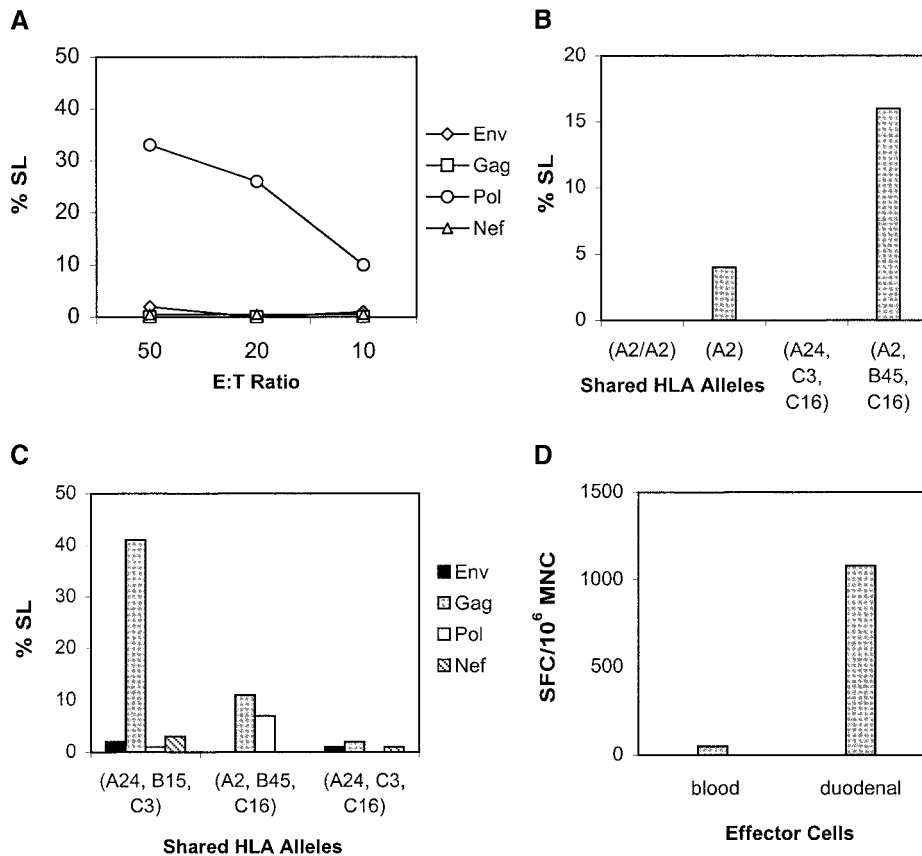 A
50
40
30
20
10
0
% SL
50
20
10
E:T Ratio
Env
Gag
Pol
Nef
B
20
15
10
5
0
% SL
(A2/A2)
(A2)
(A24,
C3,
C16)
(A2,
B45,
C16)
Shared HLA Alleles
C
50
40
30
20
10
0
% SL
(A24, B15,
C3)
(A2, B45,
C16)
(A24, C3,
C16)
Shared HLA Alleles
Env
Gag
Pol
Nef
D
1500
1000
500
0
SFC/10⁶ MNC
blood
duodenal
Effector Cells